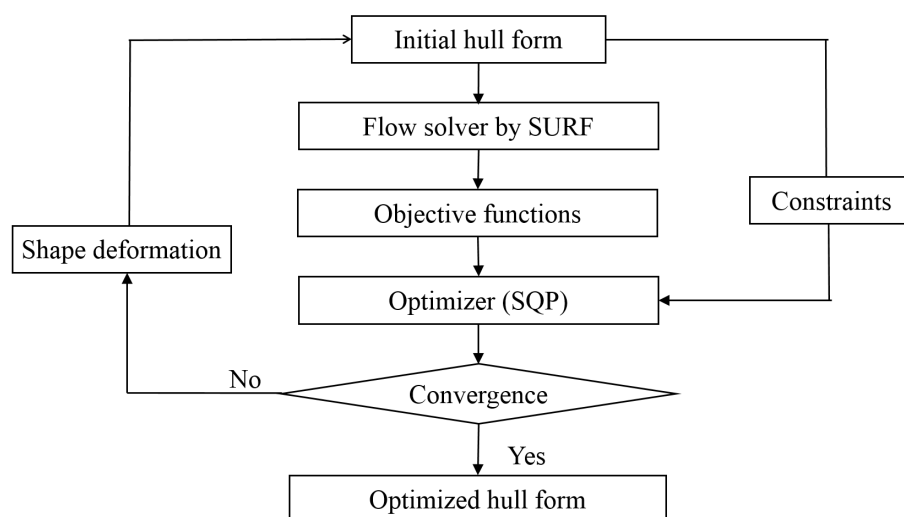 Initial hull form
Flow solver by SURF
Objective functions
Constraints
Shape deformation
Optimizer (SQP)
No
Convergence
Yes
Optimized hull form